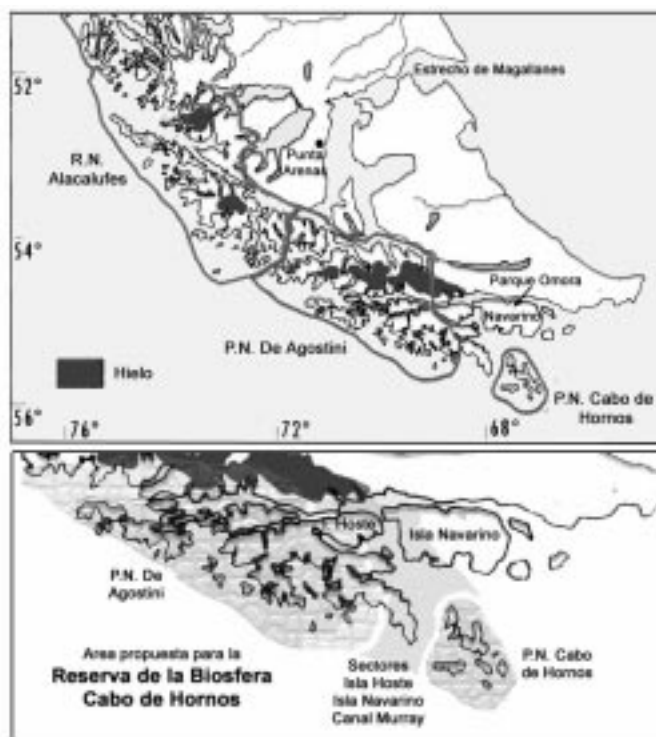 52°
Estrecho de Magallanes
R.N.
Alacalufes
Punta
Arenas
54°
Parque Omora
Navarino
P.N. De Agostini
Hielo
P.N. Cabo de
Hornos
56°
76°
72°
68°
Hoste
Isla Navarino
P.N. De
Agostini
Area propuesta para la
Reserva de la Biosfera
Cabo de Hornos
Sectores
Isla Hoste
Isla Navarino
Canal Murray
P.N. Cabo
de Hornos